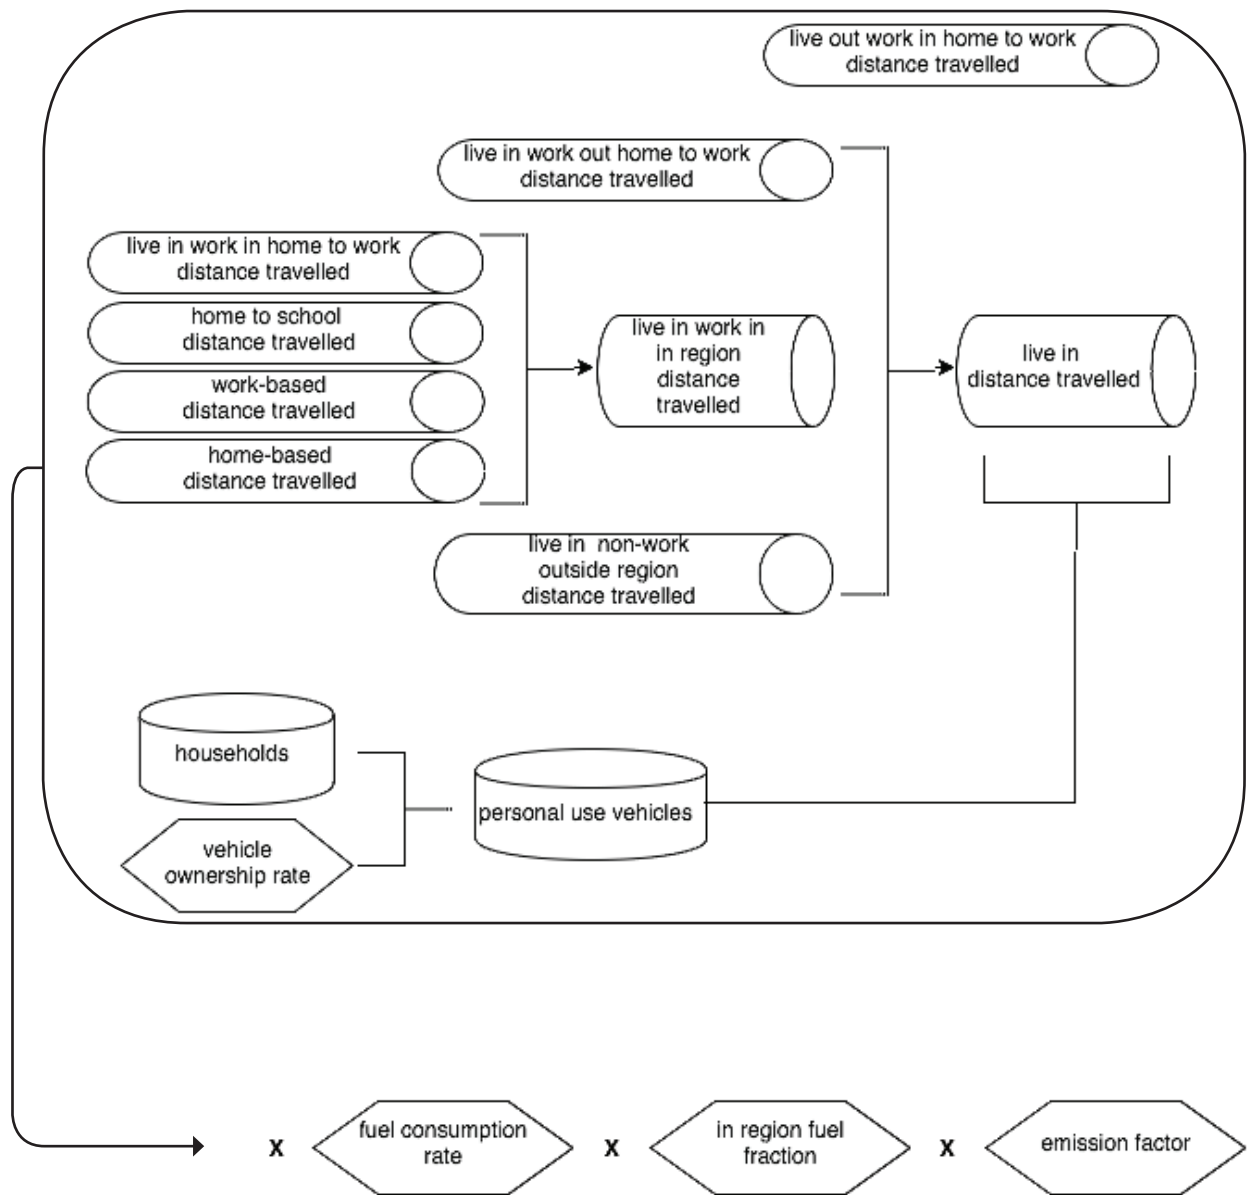 live out work in home to work
distance travelled
live in work out home to work
distance travelled
live in work in home to work
distance travelled
home to school
distance travelled
work-based
distance travelled
home-based
distance travelled
live in work in
in region
distance
travelled
live in
distance travelled
live in  non-work
outside region
distance travelled
households
vehicle
ownership rate
personal use vehicles
X
fuel consumption
rate
X
in region fuel
fraction
X
emission factor